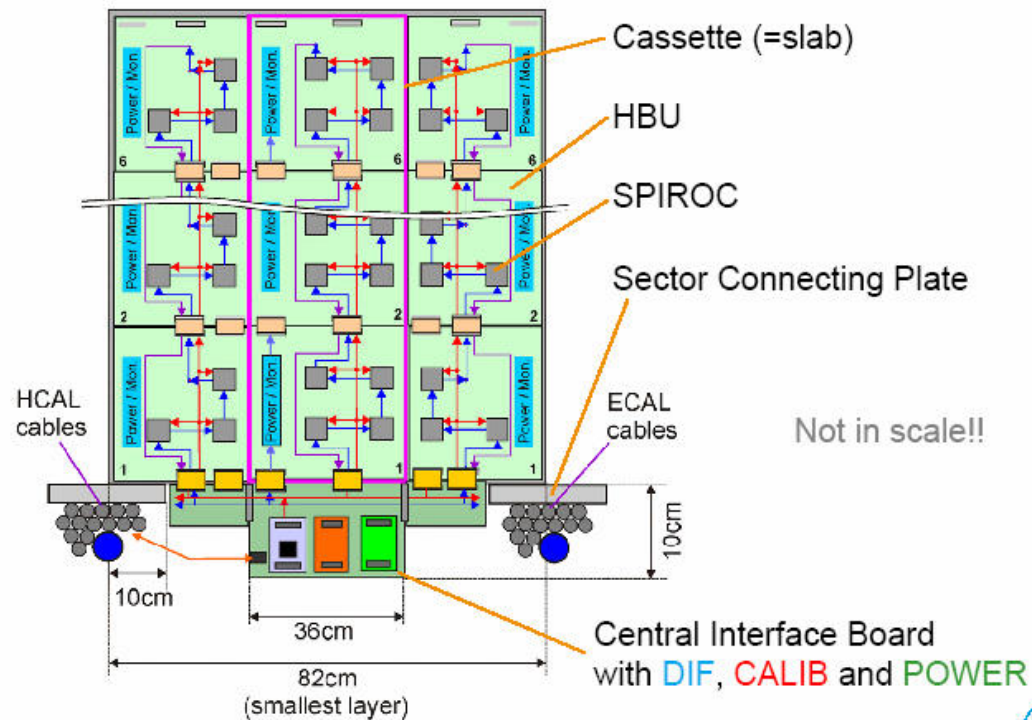 Cassette (=slab)
HBU
SPIROC
Sector Connecting Plate
Power / Mon.
Power / Mon.
Power / Mon.
6
6
6
Power / Mon.
Power / Mon.
Power / Mon.
2
2
2
Power / Mon.
Power / Mon.
Power / Mon.
1
1
1
HCAL
cables
ECAL
cables
Not in scale!!
10cm
10cm
36cm
82cm
(smallest layer)
Central Interface Board
with DIF, CALIB and POWER